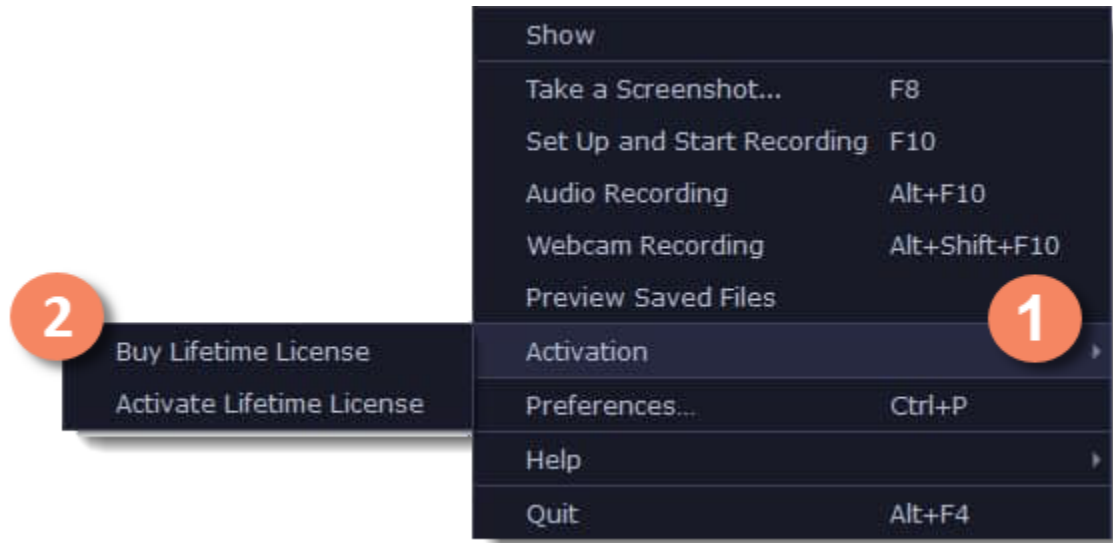 Show
Take a Screenshot... F8
Set Up and Start Recording F10
Audio Recording Alt+F10
Webcam Recording Alt+Shift+F10
Preview Saved Files
1
Activation
2
Buy Lifetime License
Activate Lifetime License
Preferences... Ctrl+P
Help
Quit Alt+F4